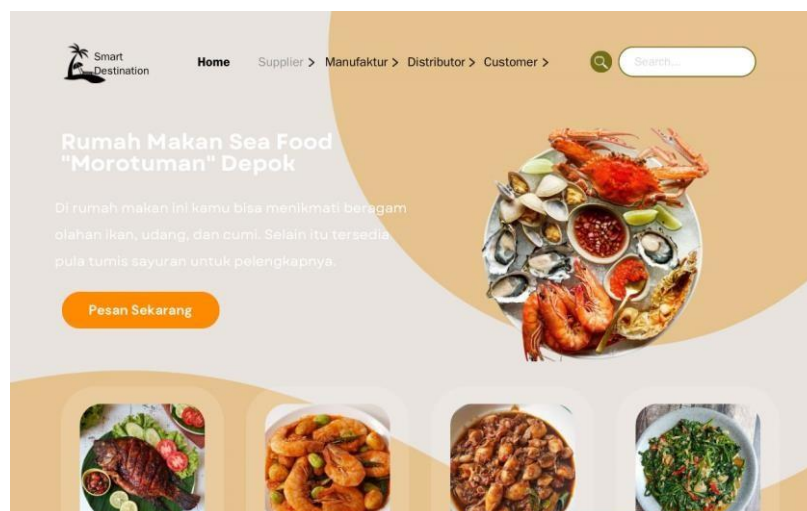 Smart
Destination
Home Supplier > Manufaktur > Distributor > Customer >
Search...
Rumah Makan Sea Food
"Morotuman" Depok
Di rumah makan ini kamu bisa menikmati beragam
olahan ikan, udang, dan cumi. Selain itu tersedia
pula tumis sayuran untuk pelengkapnya.
Pesan Sekarang